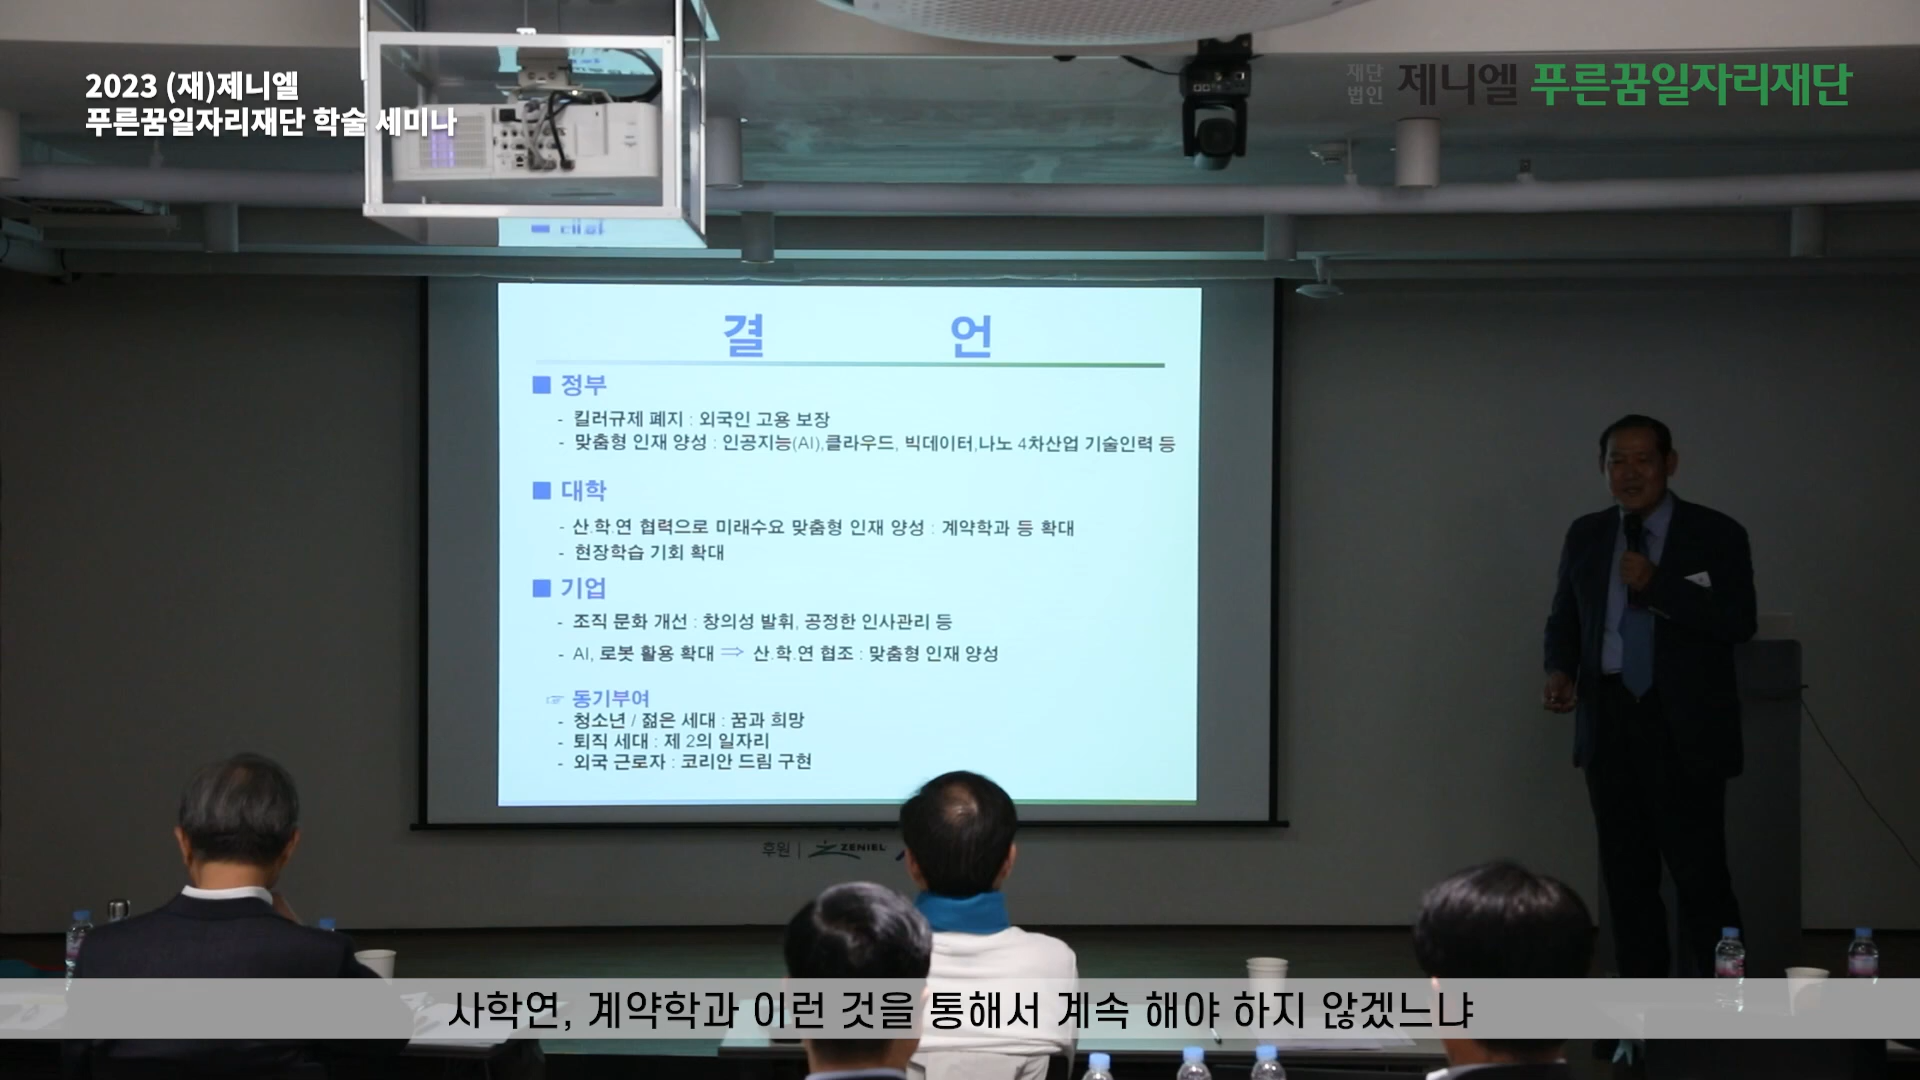 2023 (재)제니엘
푸른꿈일자리재단 학술 세미나
재단
법인
제니엘 푸른꿈일자리재단
결 언
■ 정부
- 킬러규제 폐지 : 외국인 고용 보장
- 맞춤형 인재 양성 : 인공지능(AI),클라우드, 빅데이터,나노 4차산업 기술인력 등
■ 대학
- 산.학.연 협력으로 미래수요 맞춤형 인재 양성 : 계약학과 등 확대
- 현장학습 기회 확대
■ 기업
- 조직 문화 개선 : 창의성 발휘, 공정한 인사관리 등
- AI, 로봇 활용 확대 ⇒ 산.학.연 협조 : 맞춤형 인재 양성
☞ 동기부여
- 청소년 / 젊은 세대 : 꿈과 희망
- 퇴직 세대 : 제 2의 일자리
- 외국 근로자 : 코리안 드림 구현
후원 | ZENIEL
사학연, 계약학과 이런 것을 통해서 계속 해야 하지 않겠느냐